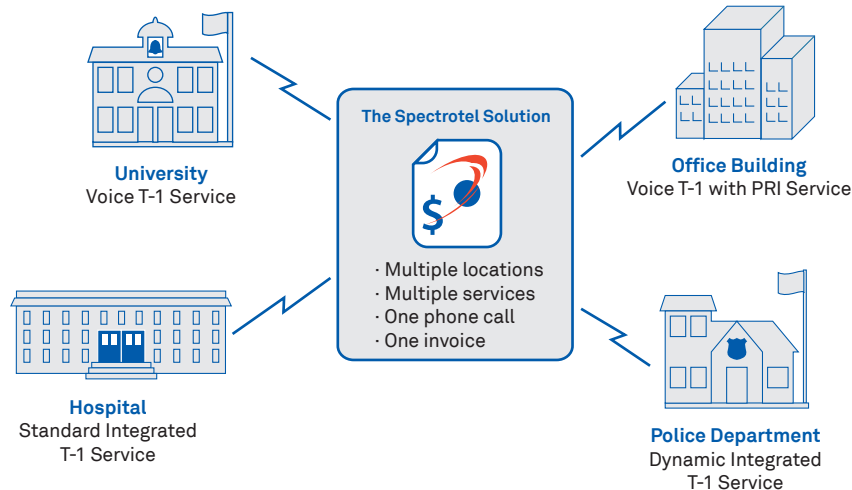 The Spectrotel Solution
$
· Multiple locations
· Multiple services
· One phone call
· One invoice
University
Voice T-1 Service
Office Building
Voice T-1 with PRI Service
Hospital
Standard Integrated
T-1 Service
Police Department
Dynamic Integrated
T-1 Service